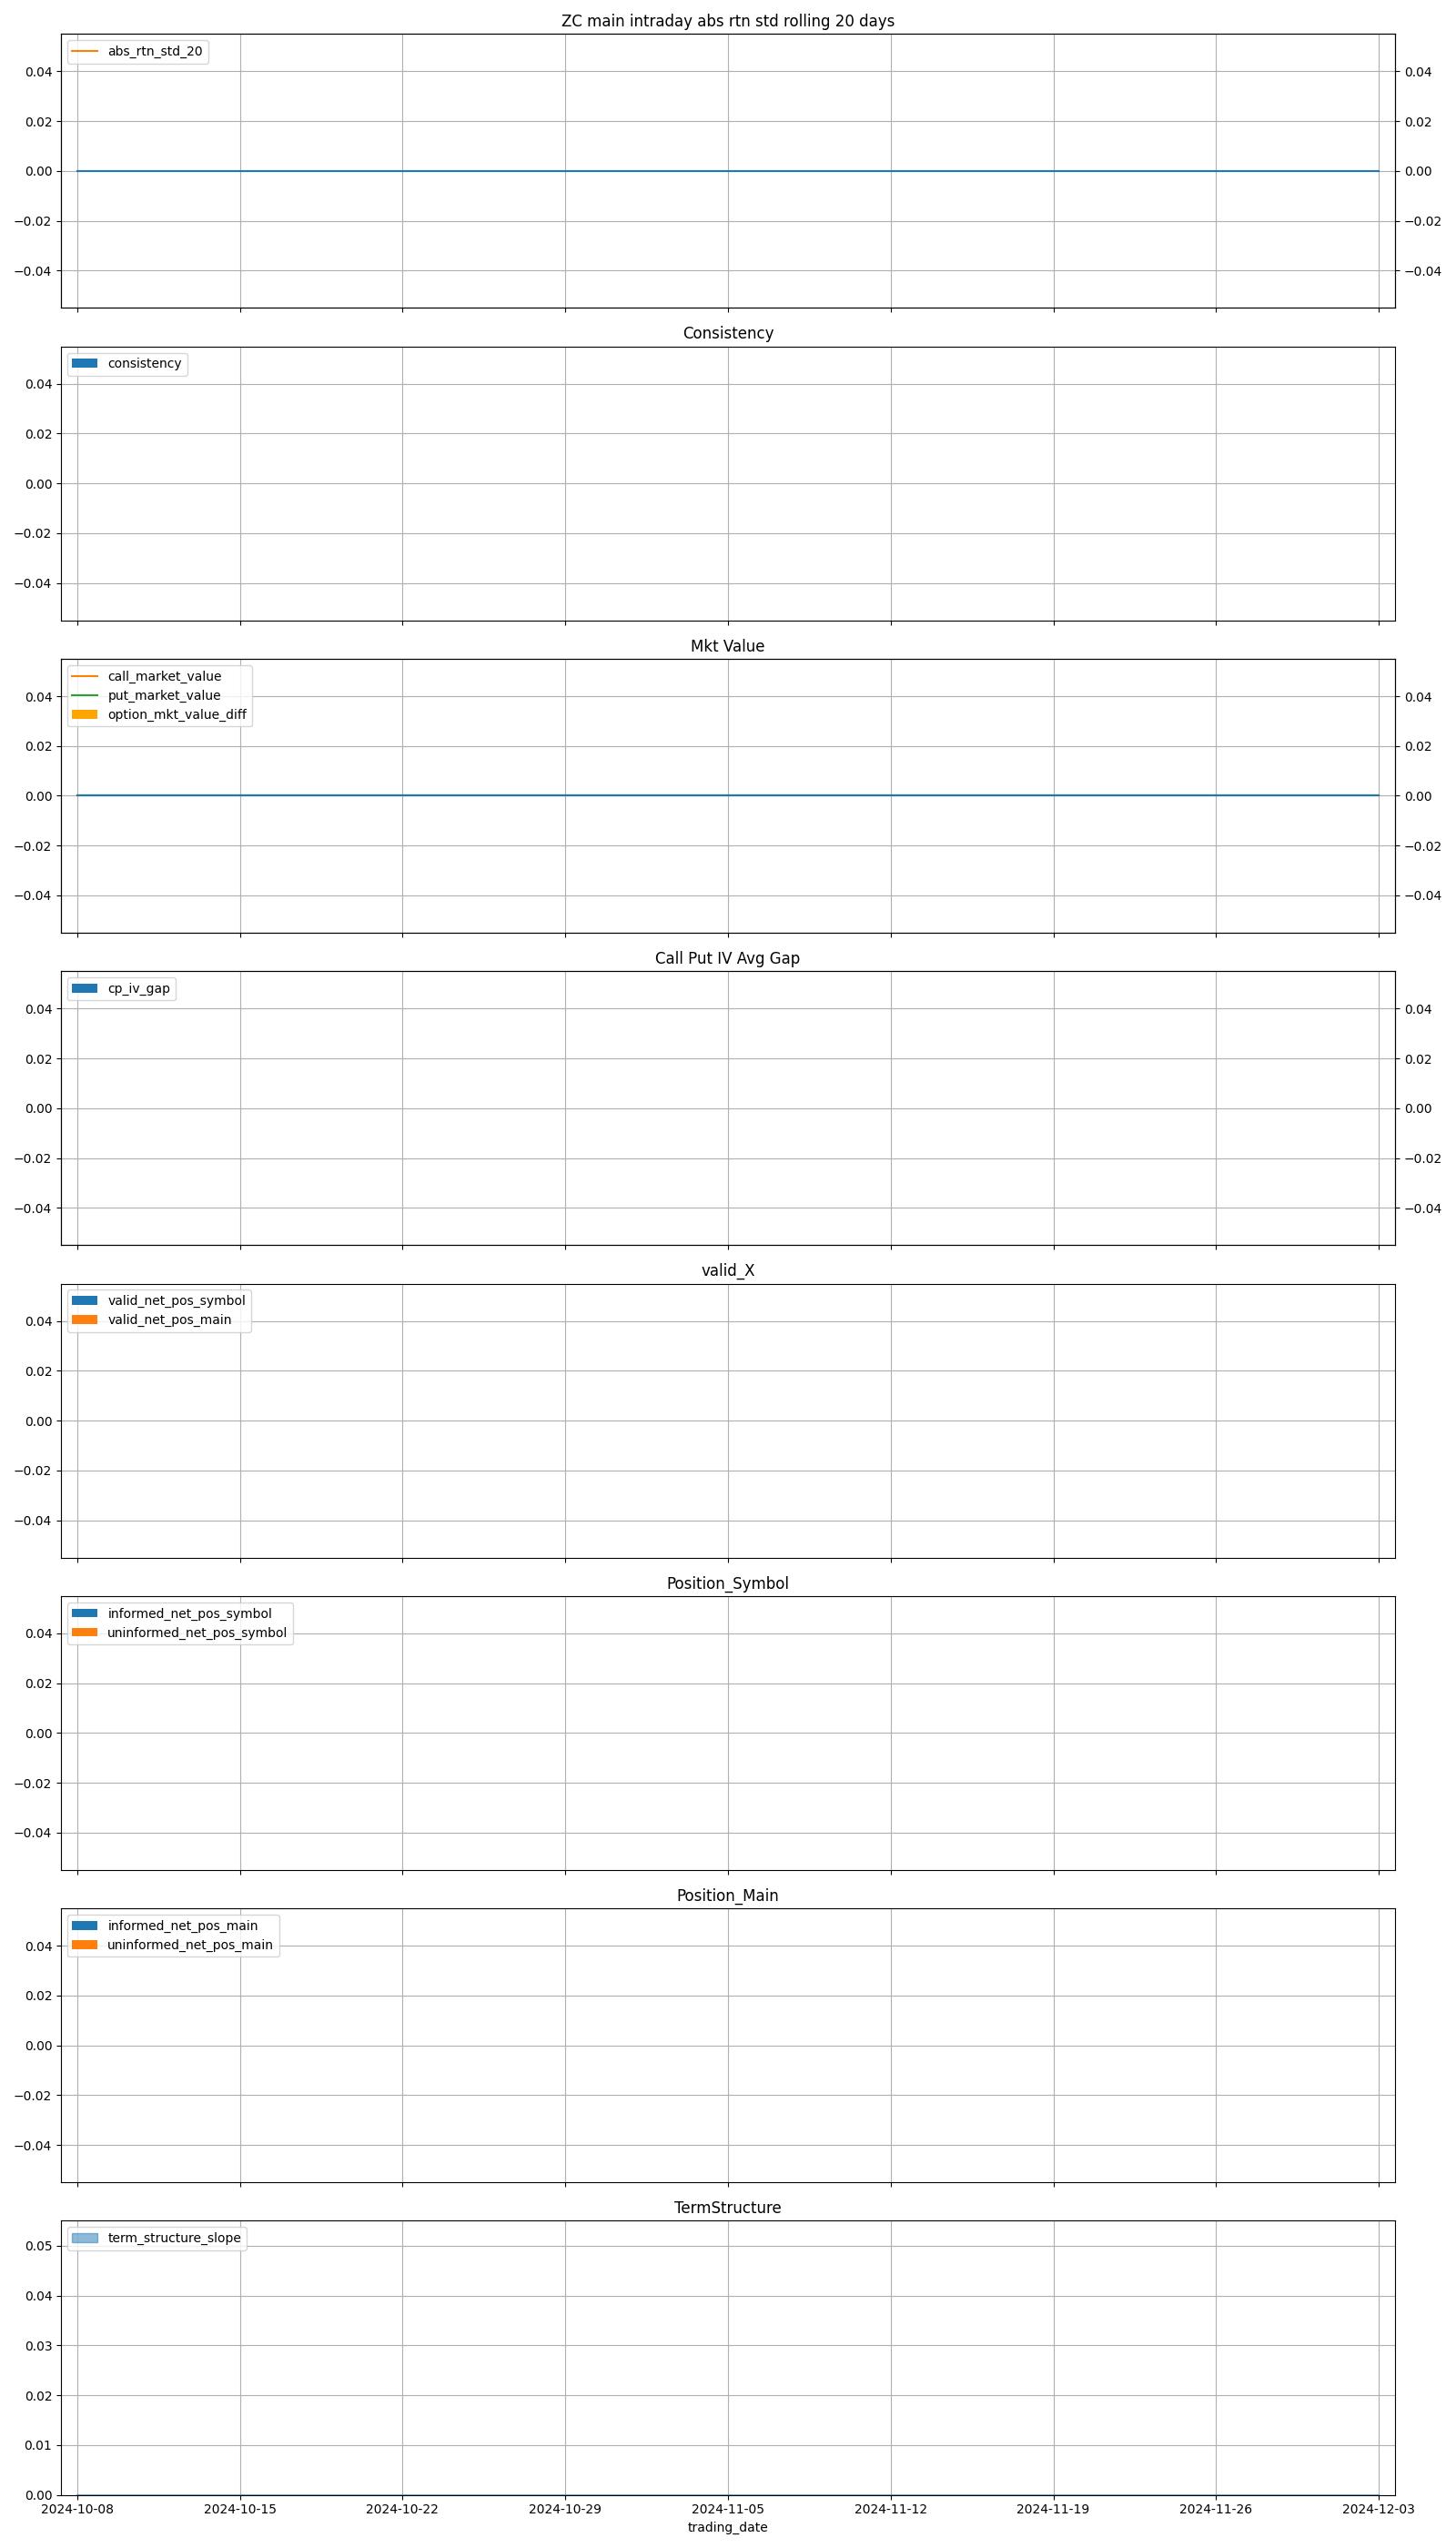 ZC main intraday abs rtn std rolling 20 days
abs_rtn_std_20
0.04 0.04
0.02 0.02
0.00 0.00
−0.02 −0.02
−0.04 −0.04
Consistency
consistency
0.04
0.02
0.00
−0.02
−0.04
Mkt Value
call_market_value
put_market_value
option_mkt_value_diff
0.04 0.04
0.02 0.02
0.00 0.00
−0.02 −0.02
−0.04 −0.04
Call Put IV Avg Gap
cp_iv_gap
0.04 0.04
0.02 0.02
0.00 0.00
−0.02 −0.02
−0.04 −0.04
valid_X
valid_net_pos_symbol
valid_net_pos_main
0.04
0.02
0.00
−0.02
−0.04
Position_Symbol
informed_net_pos_symbol
uninformed_net_pos_symbol
0.04
0.02
0.00
−0.02
−0.04
Position_Main
informed_net_pos_main
uninformed_net_pos_main
0.04
0.02
0.00
−0.02
−0.04
TermStructure
term_structure_slope
0.05
0.04
0.03
0.02
0.01
0.00
2024-10-08 2024-10-15 2024-10-22 2024-10-29 2024-11-05 2024-11-12 2024-11-19 2024-11-26 2024-12-03
trading_date